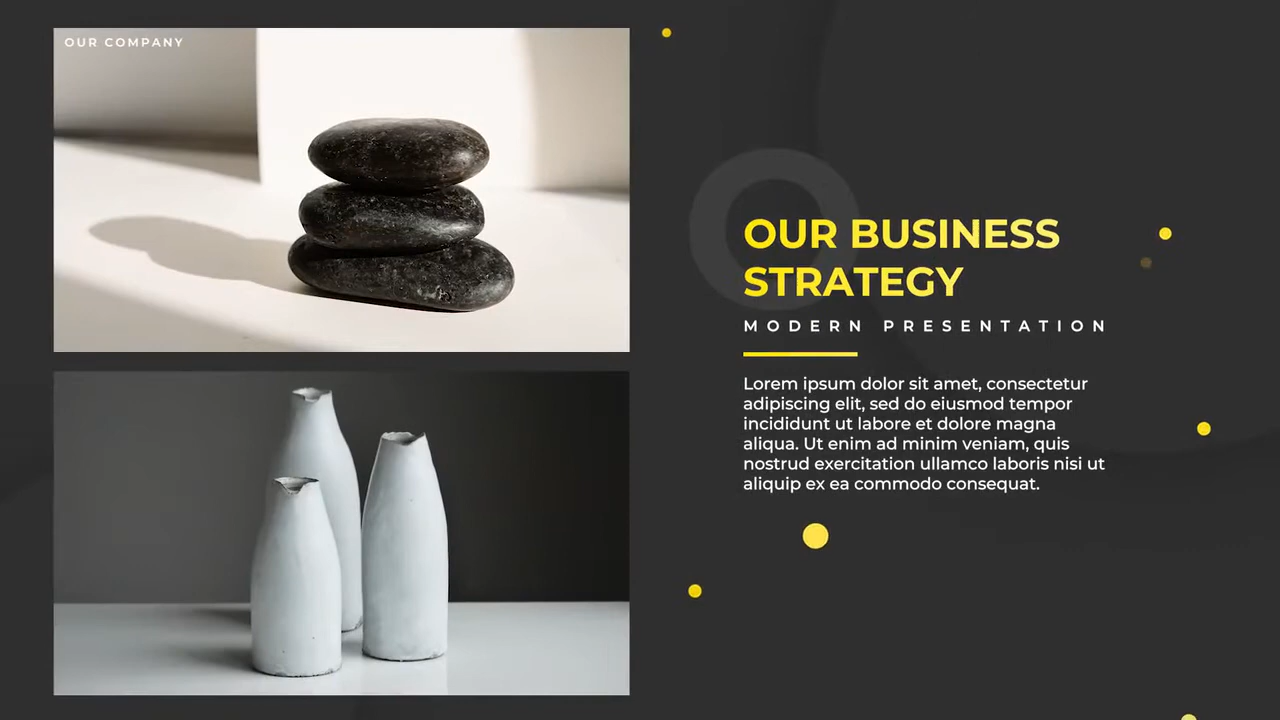 OUR COMPANY
OUR BUSINESS
STRATEGY
MODERN PRESENTATION
Lorem ipsum dolor sit amet, consectetur
adipiscing elit, sed do eiusmod tempor
incididunt ut labore et dolore magna
aliqua. Ut enim ad minim veniam, quis
nostrud exercitation ullamco laboris nisi ut
aliquip ex ea commodo consequat.